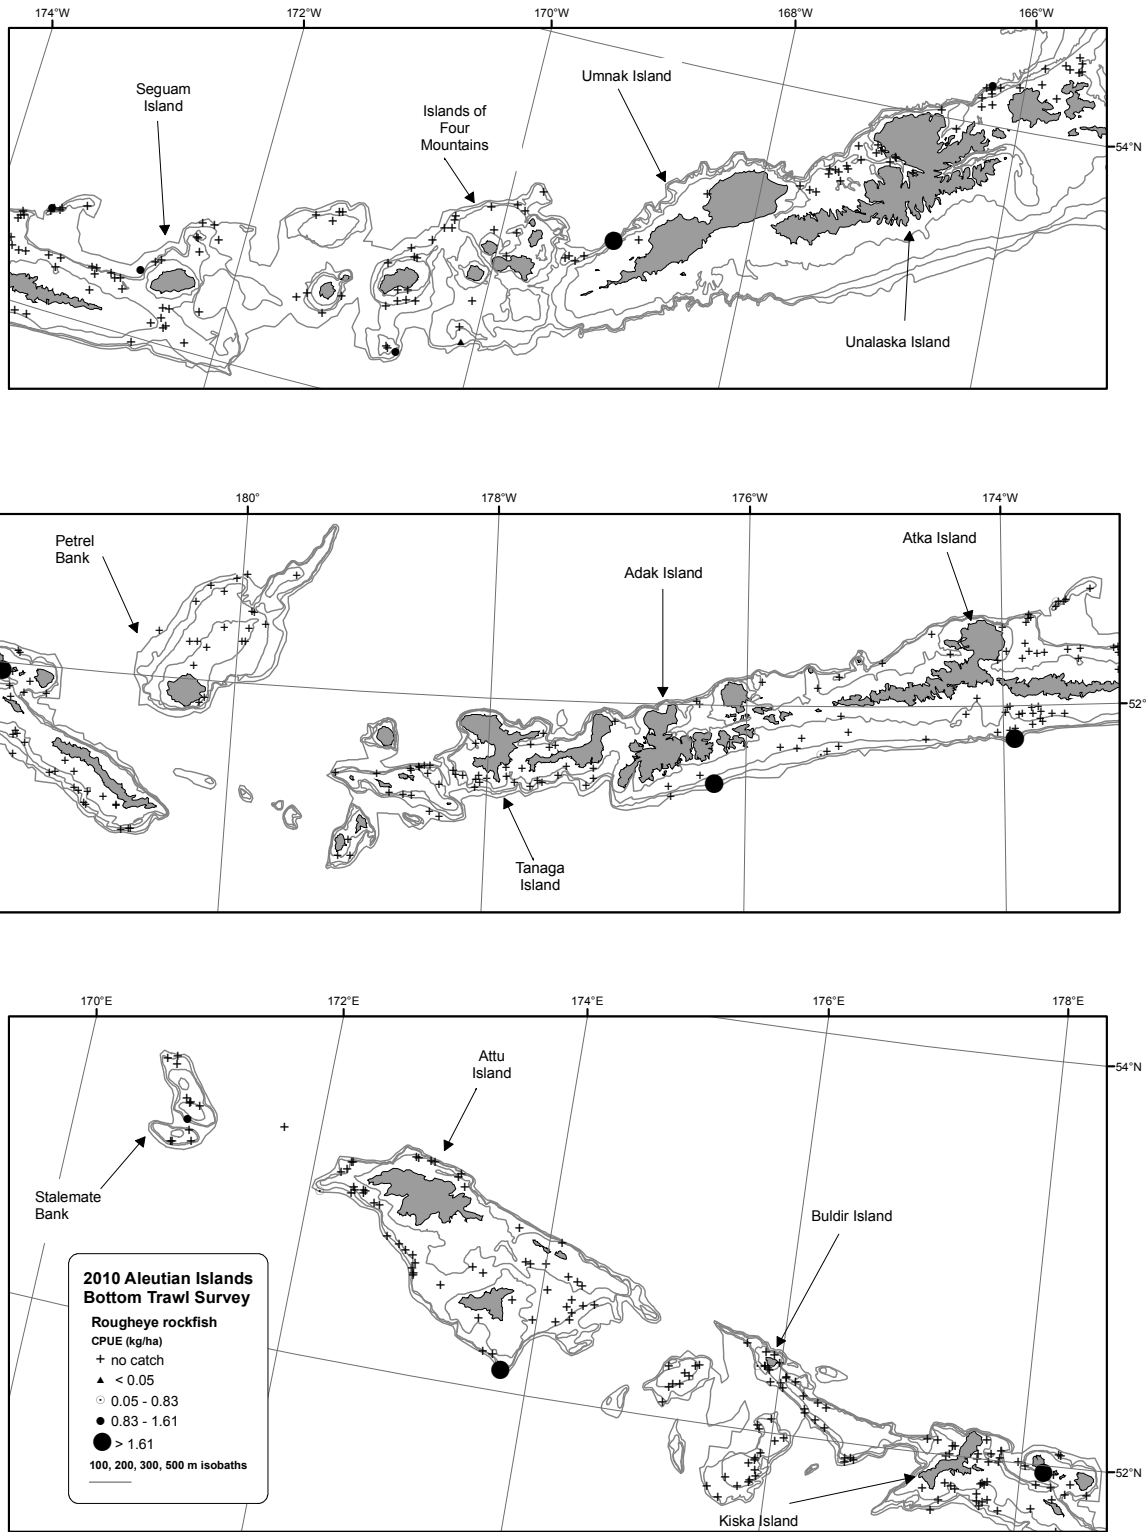 174°W 172°W 170°W 168°W 166°W
Seguam
Island
Islands of
Four
Mountains
Umnak Island
54°N
Unalaska Island
180° 178°W 176°W 174°W
Petrel
Bank
Adak Island
Atka Island
52°
Tanaga
Island
170°E 172°E 174°E 176°E 178°E
Attu
Island
54°N
Stalemate
Bank
Buldir Island
2010 Aleutian Islands
Bottom Trawl Survey
Rougheye rockfish
CPUE (kg/ha)
no catch
< 0.05
0.05 - 0.83
0.83 - 1.61
> 1.61
100, 200, 300, 500 m isobaths
52°N
Kiska Island